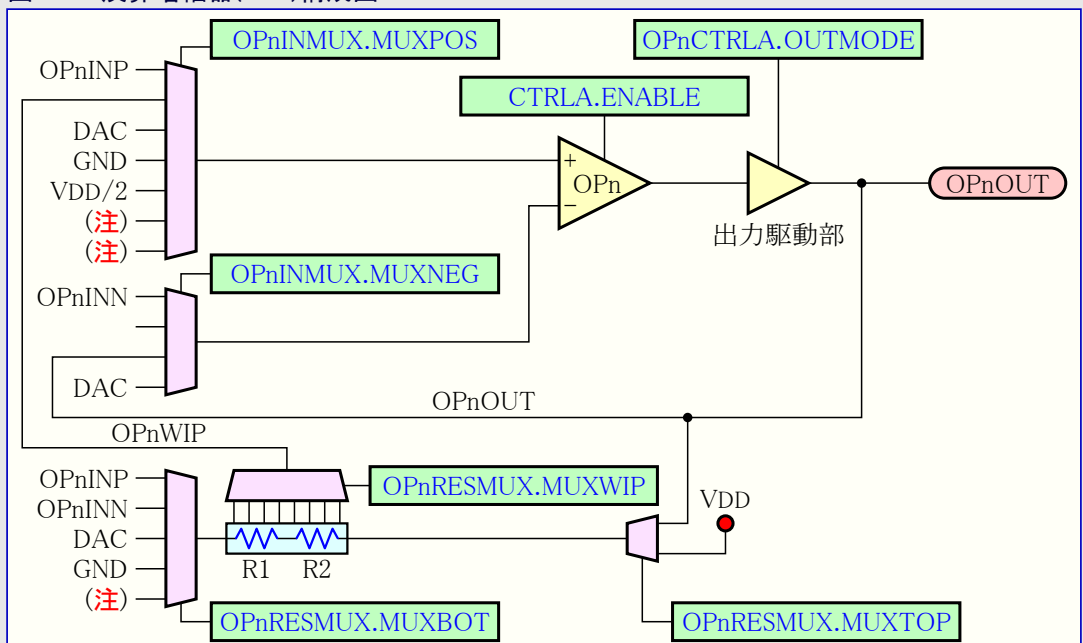 OPnINMUX.MUXPOS
OPnCTRLA.OUTMODE
OPnINP
CTRLA.ENABLE
DAC
GND
VDD/2
(注)
(注)
+
OPn
−
OPnOUT
出力駆動部
OPnINMUX.MUXNEG
OPnINN
DAC
OPnOUT
OPnWIP
OPnINP
OPnINN
DAC
GND
(注)
OPnRESMUX.MUXWIP
VDD
R1 R2
OPnRESMUX.MUXBOT
OPnRESMUX.MUXTOP